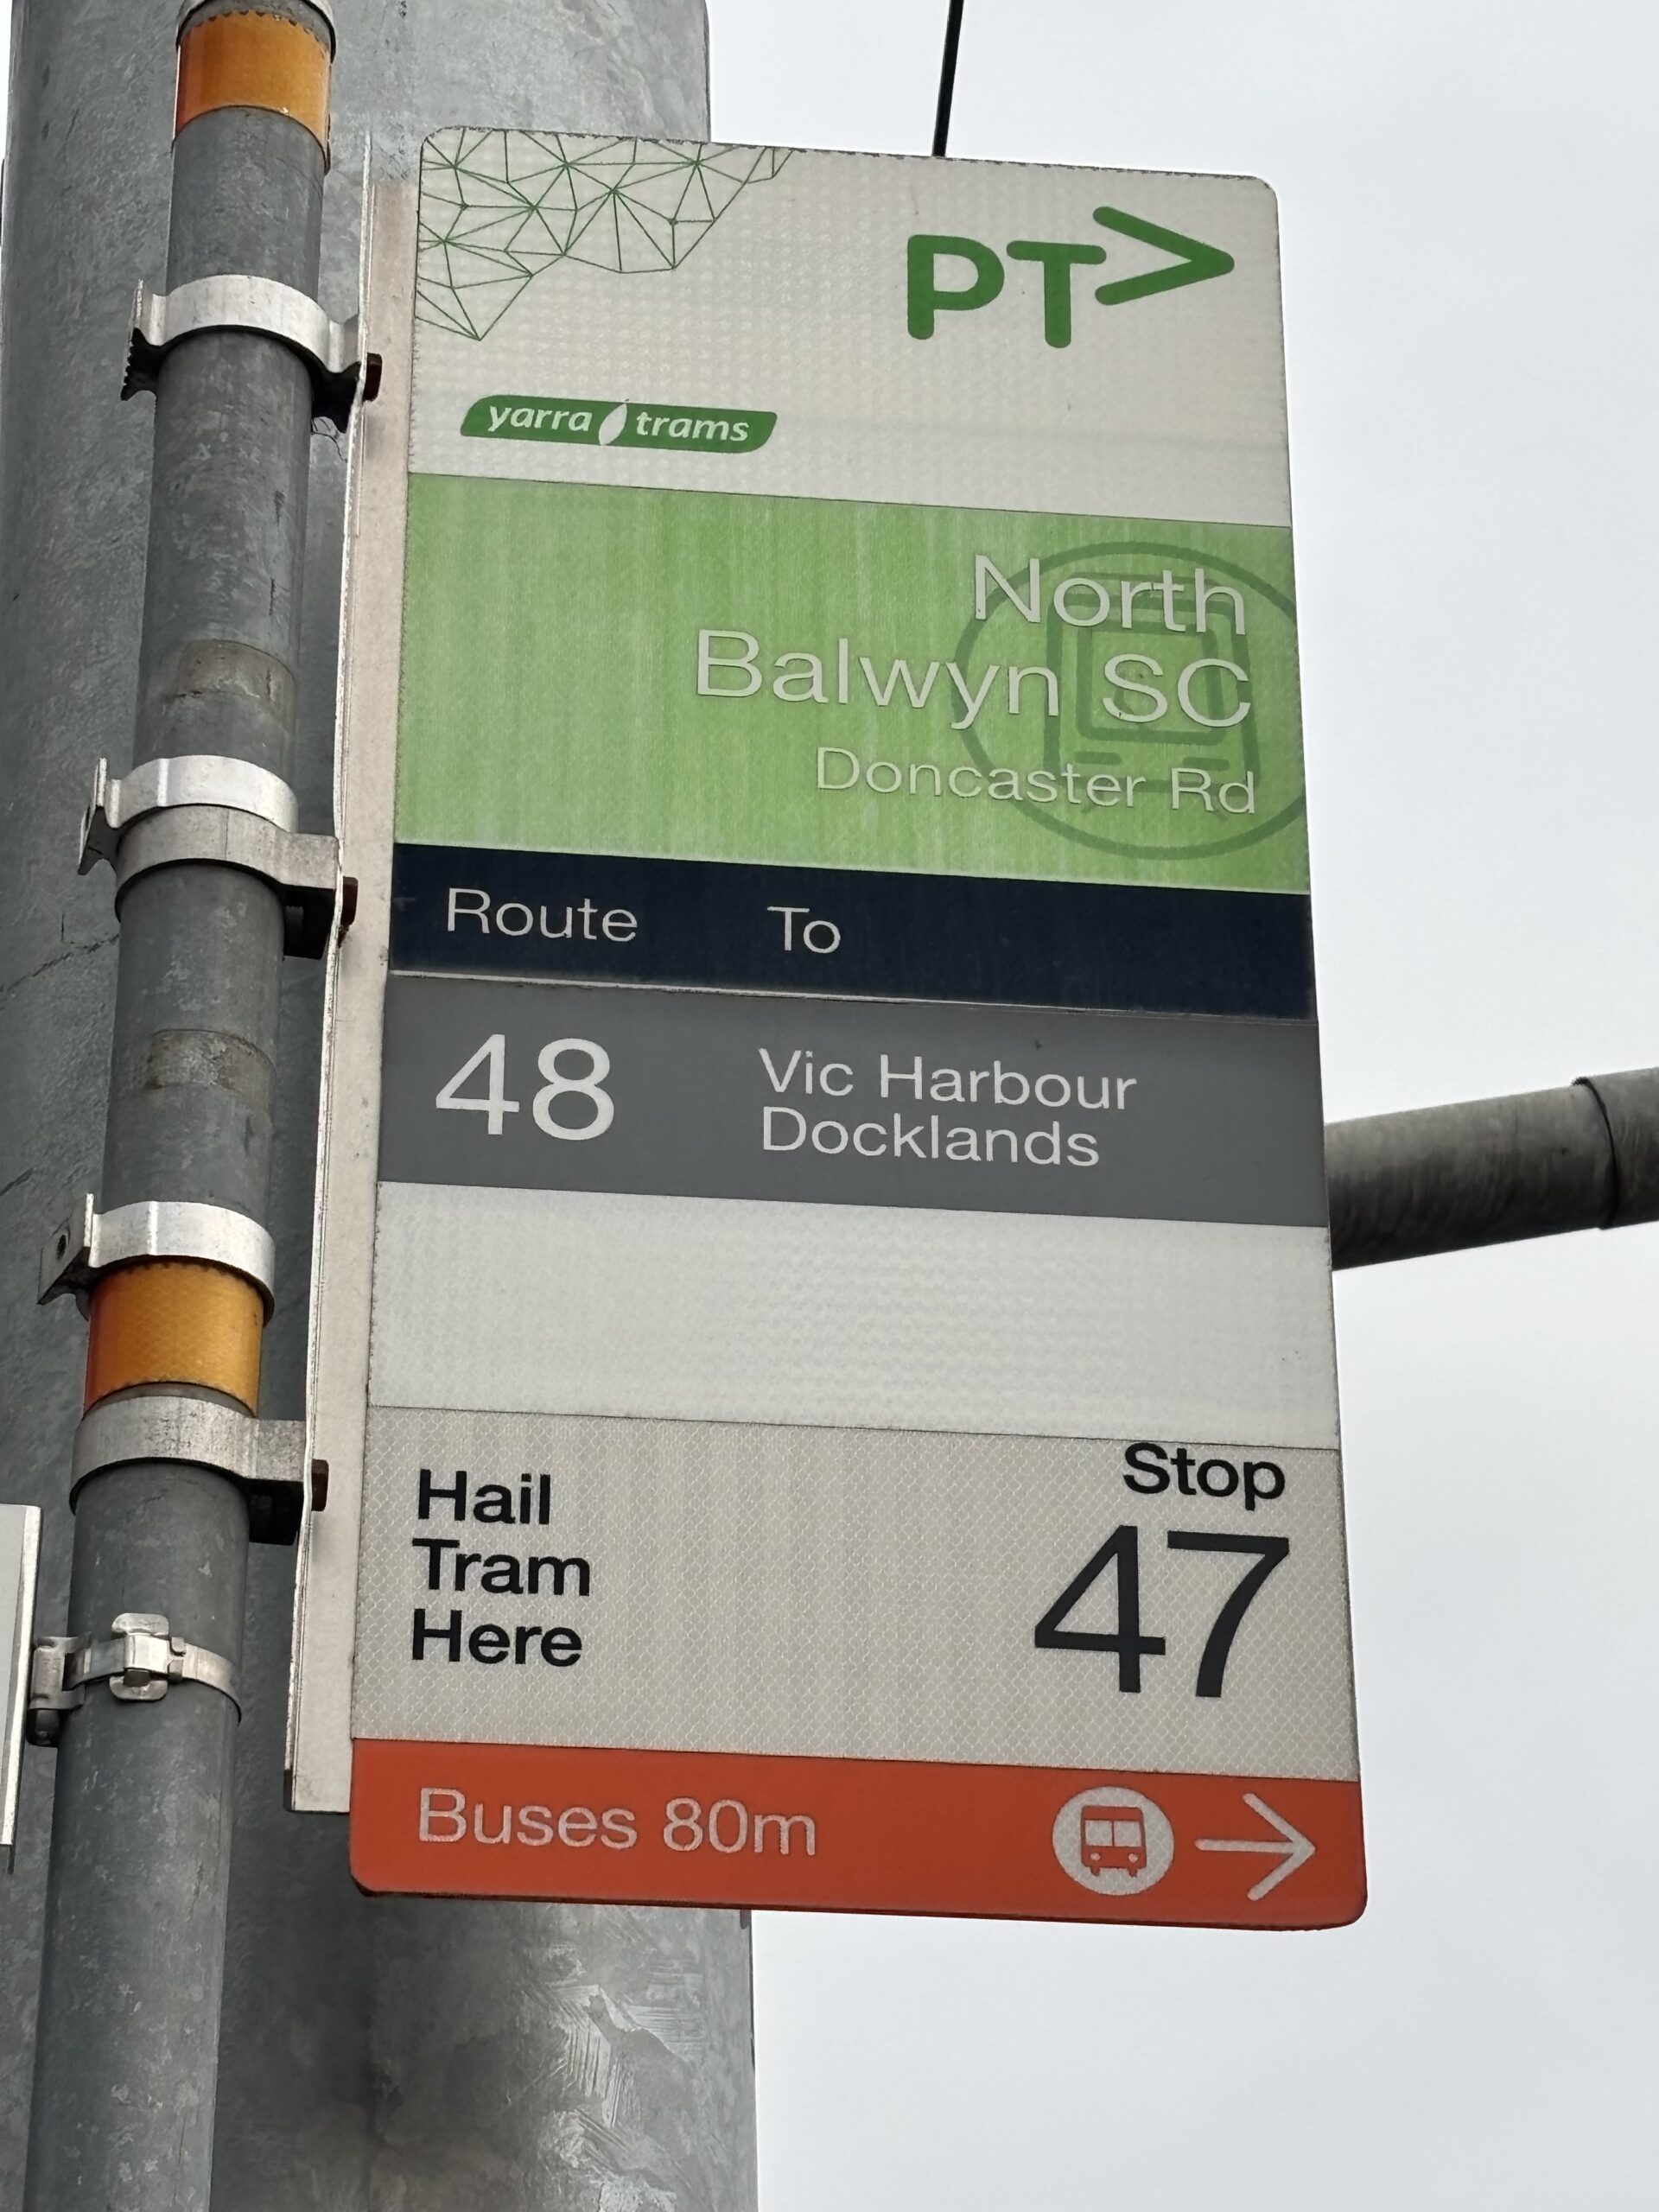 PT>
yarra trams
North
Balwyn SC
Doncaster Rd
Route To
48 Vic Harbour
Docklands
Hail
Tram
Here
Stop
47
Buses 80m